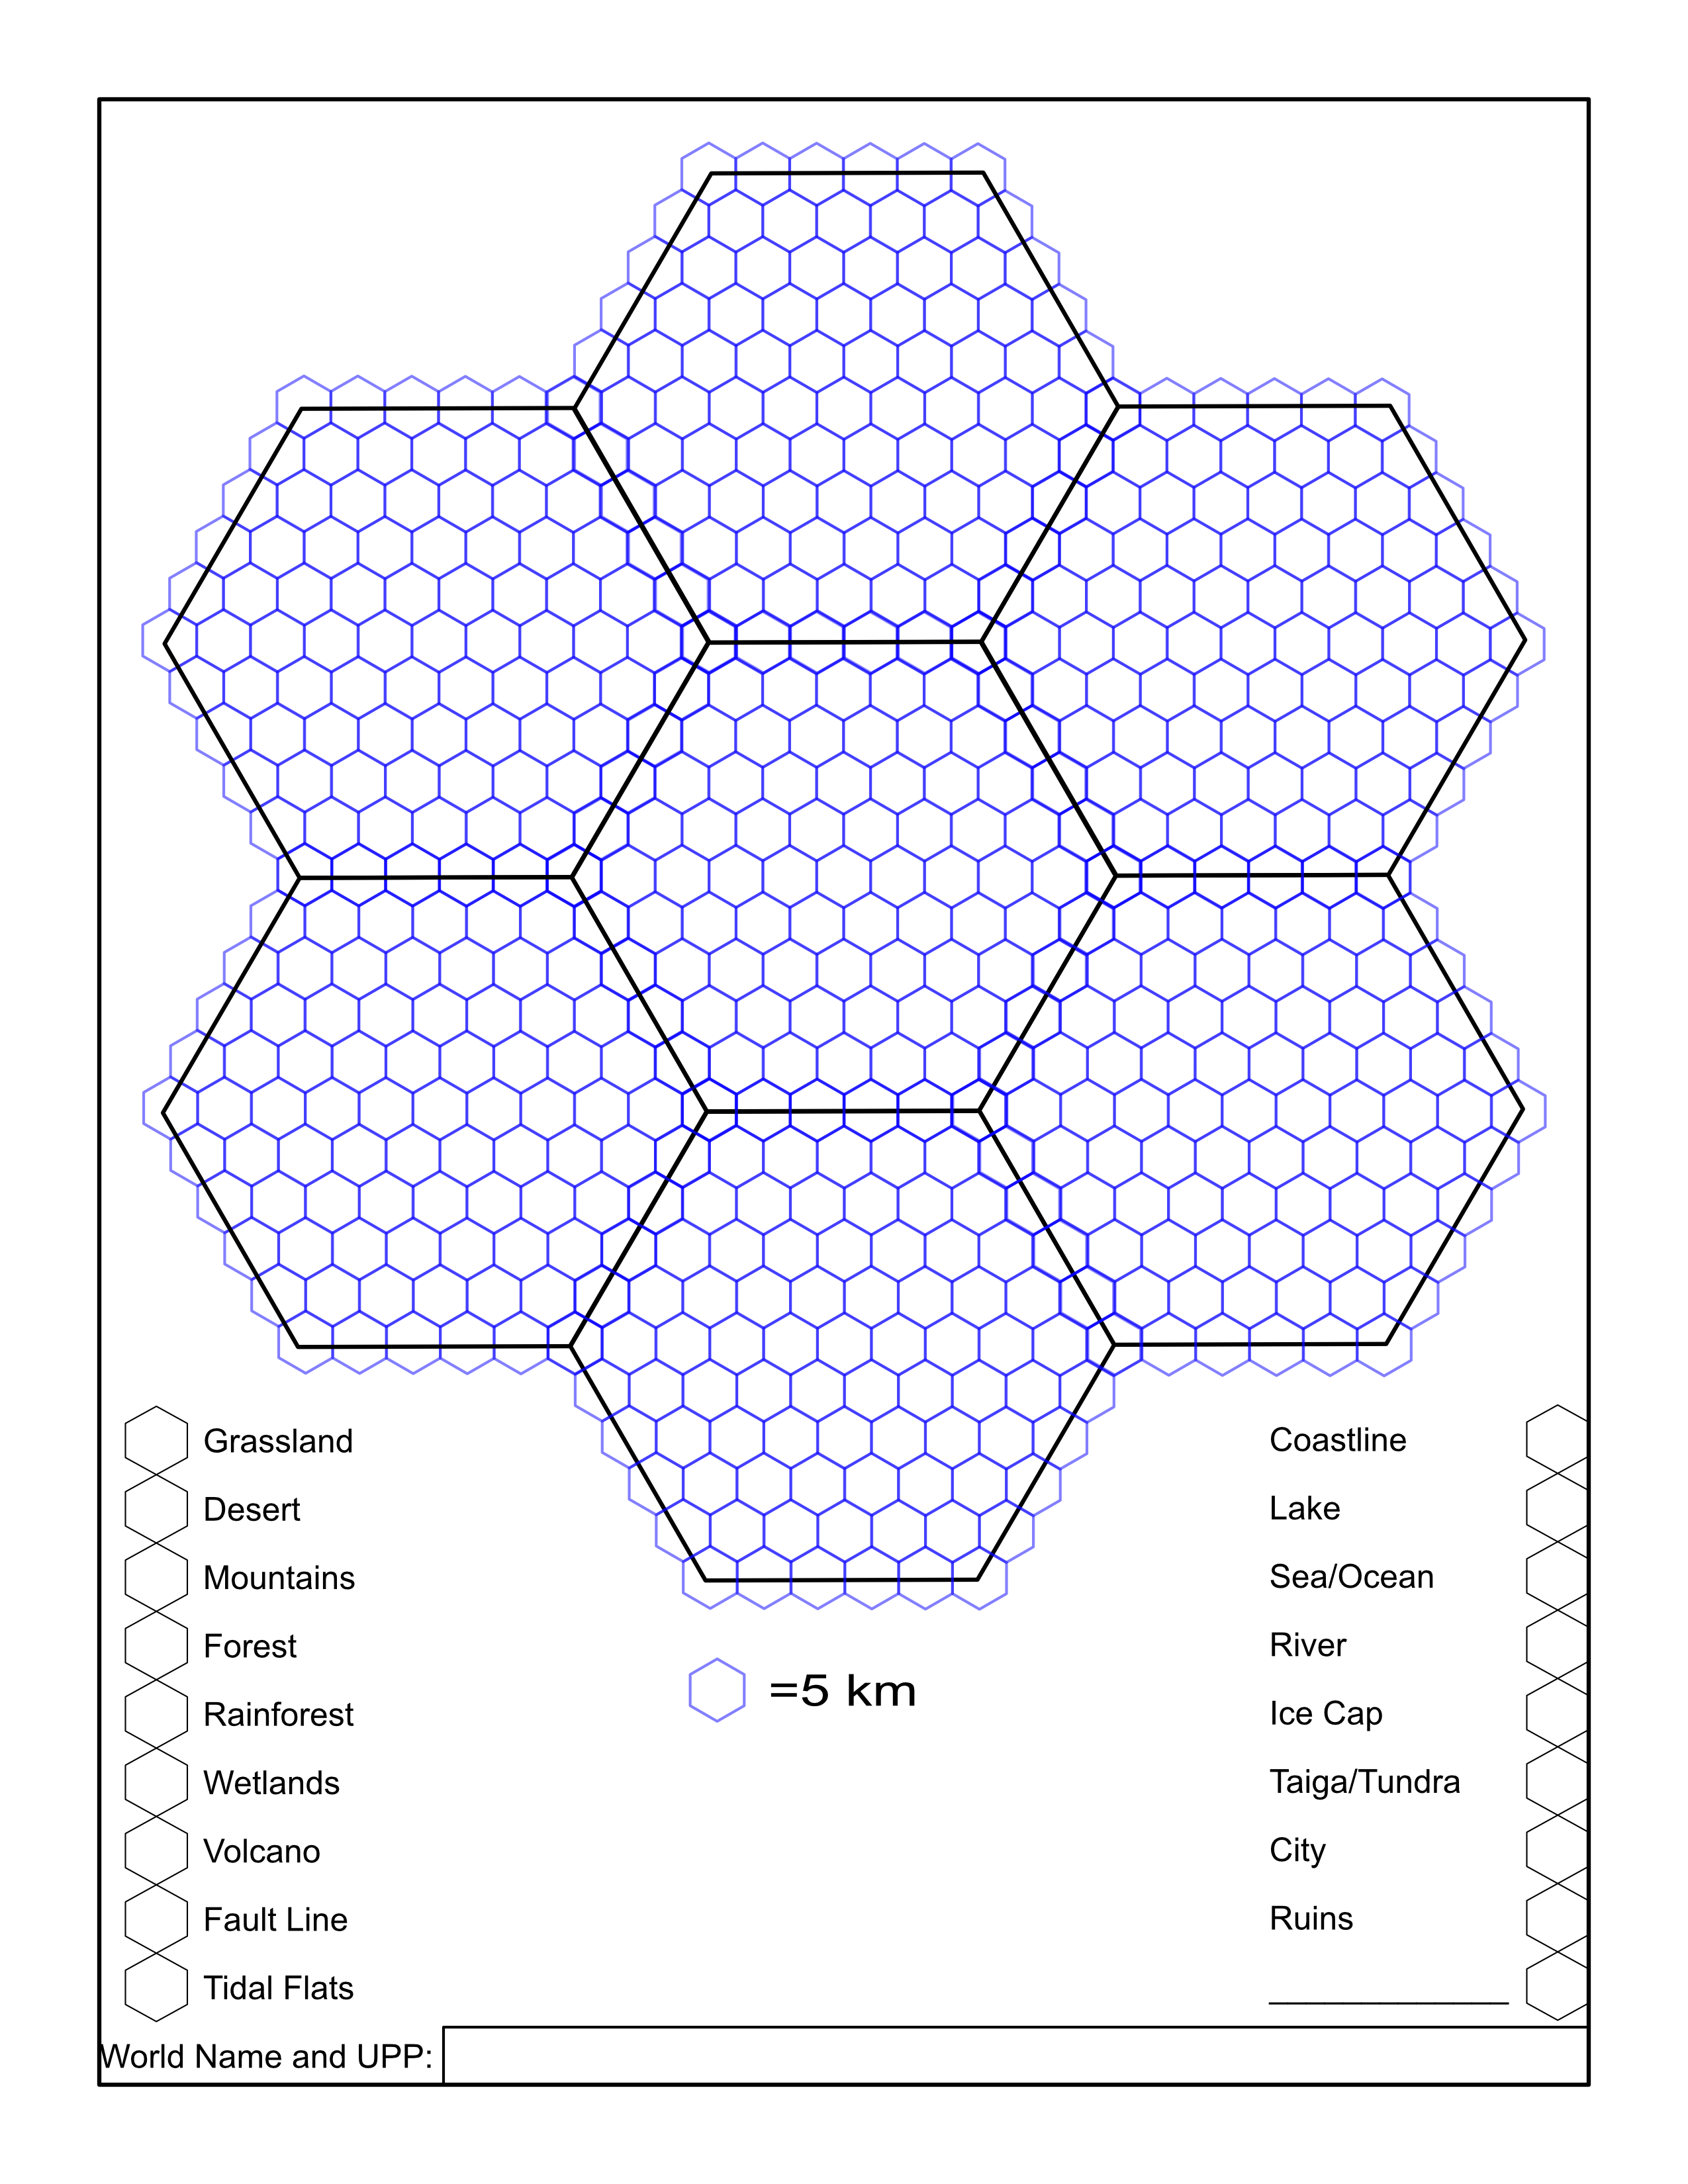 Grassland
Desert
Mountains
Forest
Rainforest
Wetlands
Volcano
Fault Line
Tidal Flats
=5 km
Coastline
Lake
Sea/Ocean
River
Ice Cap
Taiga/Tundra
City
Ruins
World Name and UPP: